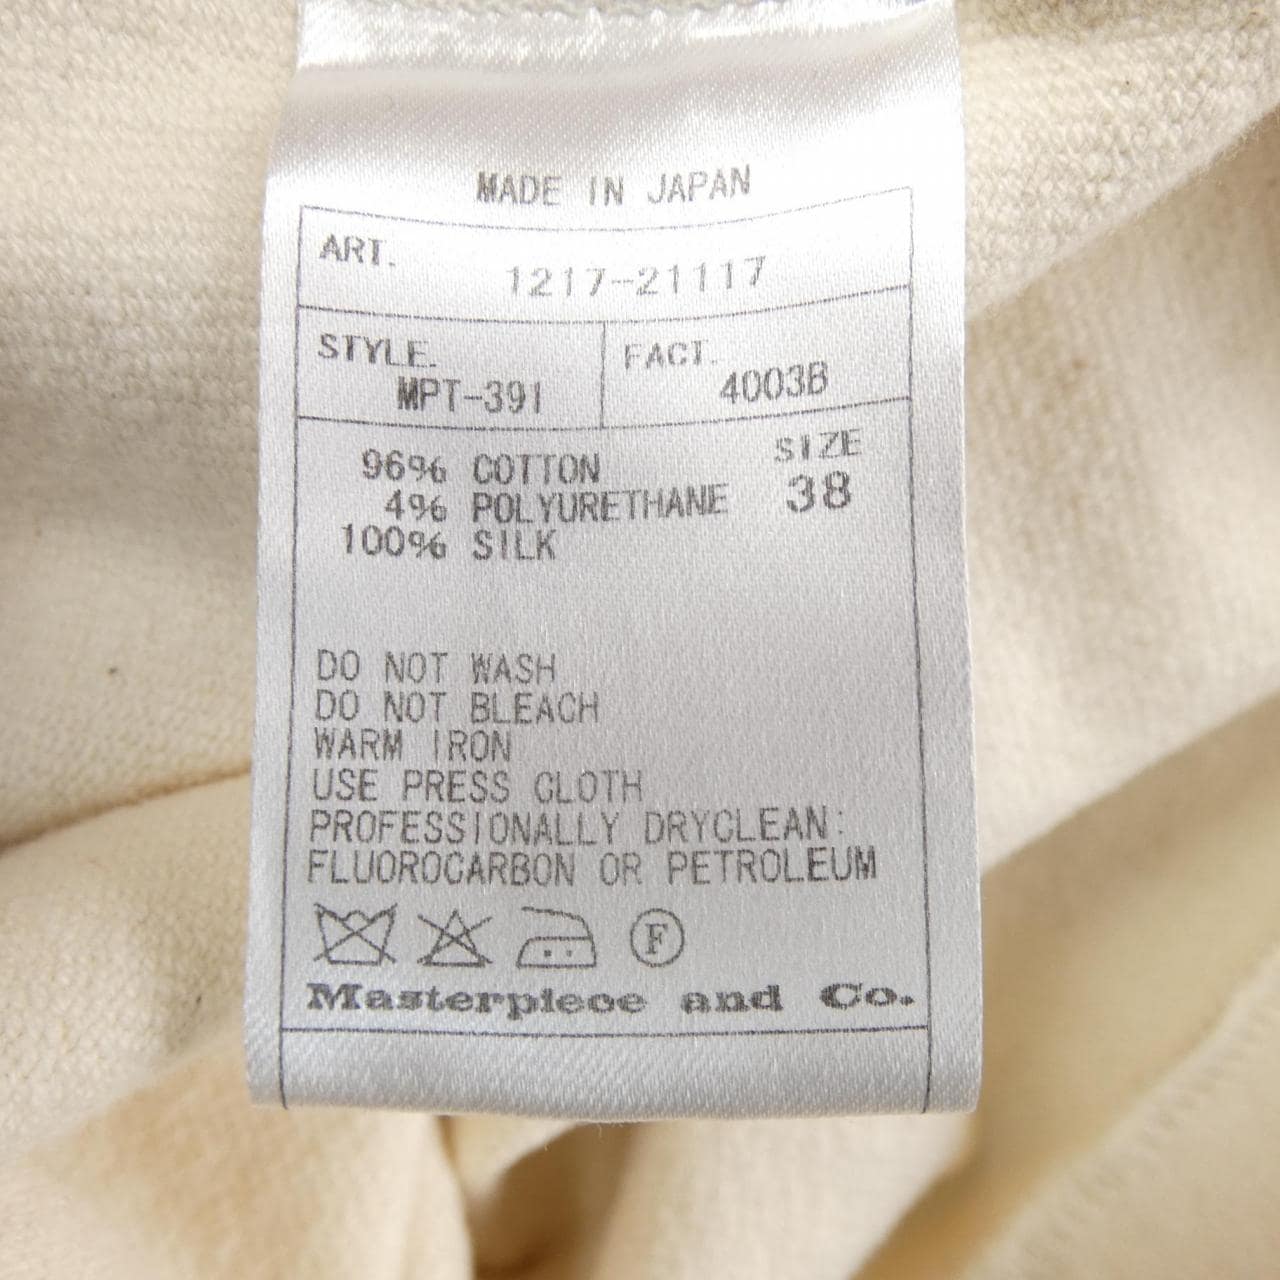 MADE IN JAPAN
ART.
1217-21117
STYLE. FACT.
MPT-391 4003B
SIZE
96% COTTON
4% POLYURETHANE 38
100% SILK
DO NOT WASH
DO NOT BLEACH
WARM IRON
USE PRESS CLOTH
PROFESSIONALLY DRYCLEAN:
FLUOROCARBON OR PETROLEUM
F
Masterpiece and Co.